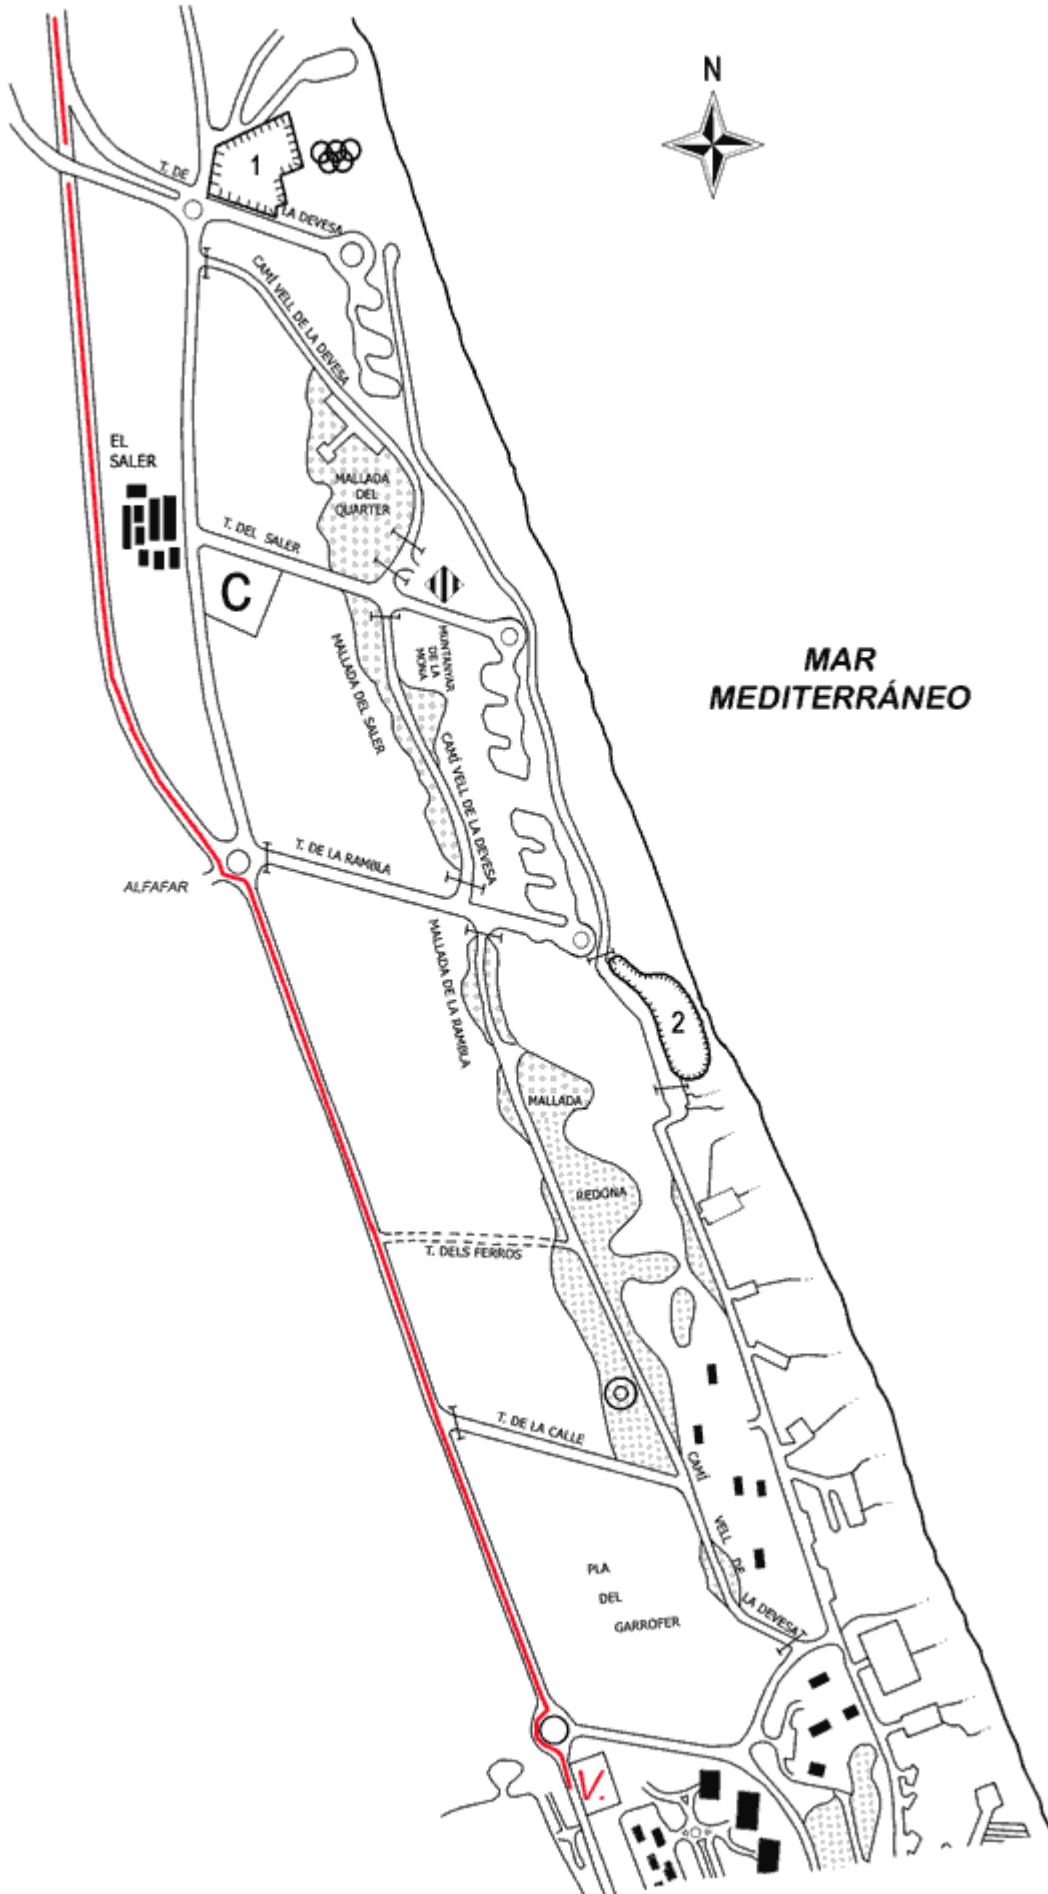 N
1
T. DE
LA DEVESA
CAMÍ VELL DE LA DEVESA
EL
SALER
MALLADA
DEL
QUARTER
T. DEL SALER
C
MUNTANYAR
DE LA
MONA
MALLADA DEL SALER
MAR
MEDITERRÁNEO
CAMÍ VELL DE LA DEVESA
T. DE LA RAMBLA
ALFAFAR
MALLADA DE LA RAMBLA
2
MALLADA
REDONA
T. DELS FERROS
T. DE LA CALLE
CAMÍ
VELL DE
LA DEVESAT
PLA
DEL
GARROFER
V.